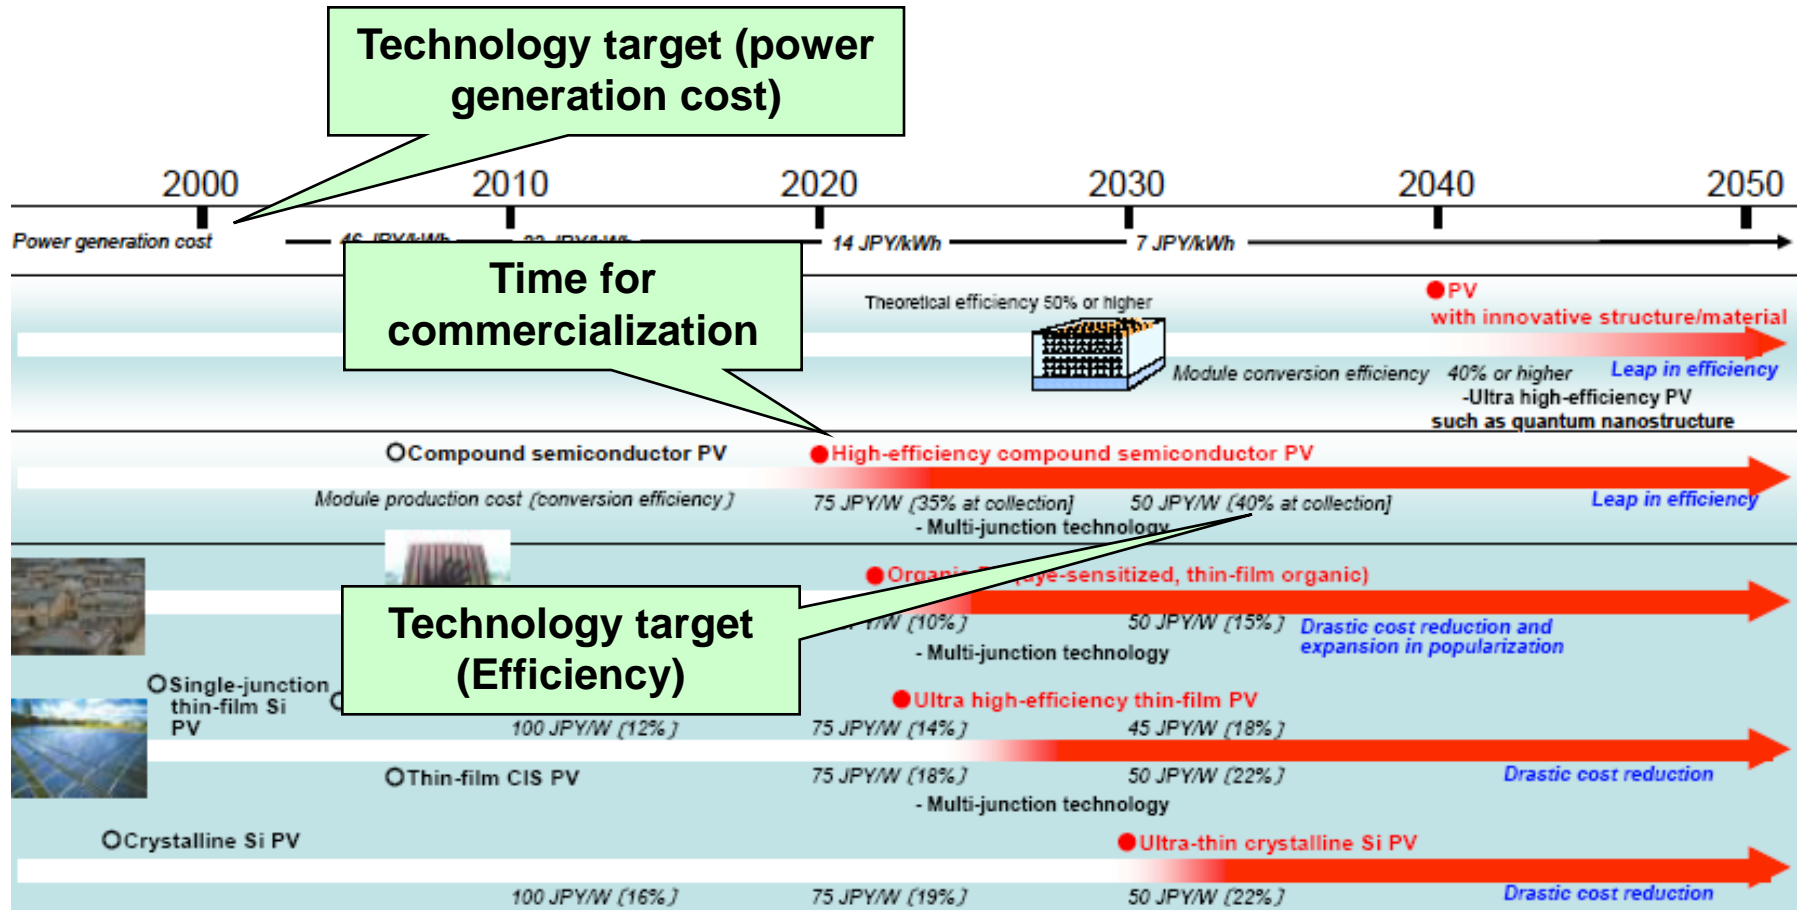 Technology target (power
generation cost)
2000 2010 2020 2030 2040 2050
Power generation cost 46 JPY/kWh JPY/kWh 14 JPY/kWh 7 JPY/kWh
Time for
commercialization
Theoretical efficiency 50% or higher
PV
with innovative structure/material
Module conversion efficiency 40% or higher Leap in efficiency
-Ultra high-efficiency PV
such as quantum nanostructure
Compound semiconductor PV High-efficiency compound semiconductor PV
Module production cost (conversion efficiency) 75 JPY/W (35% at collection] 50 JPY/W (40% at collection] Leap in efficiency
- Multi-junction technology
Organic (dye-sensitized, thin-film organic)
Technology target
(Efficiency)
JPY/W (10%) 50 JPY/W (15%) Drastic cost reduction and
expansion in popularization
- Multi-junction technology
Single-junction
thin-film Si
PV
Ultra high-efficiency thin-film PV
100 JPY/W (12%) 75 JPY/W (14%) 45 JPY/W (18%)
Thin-film CIS PV 75 JPY/W (18%) 50 JPY/W (22%) Drastic cost reduction
- Multi-junction technology
Crystalline Si PV Ultra-thin crystalline Si PV
100 JPY/W (16%) 75 JPY/W (19%) 50 JPY/W (22%) Drastic cost reduction